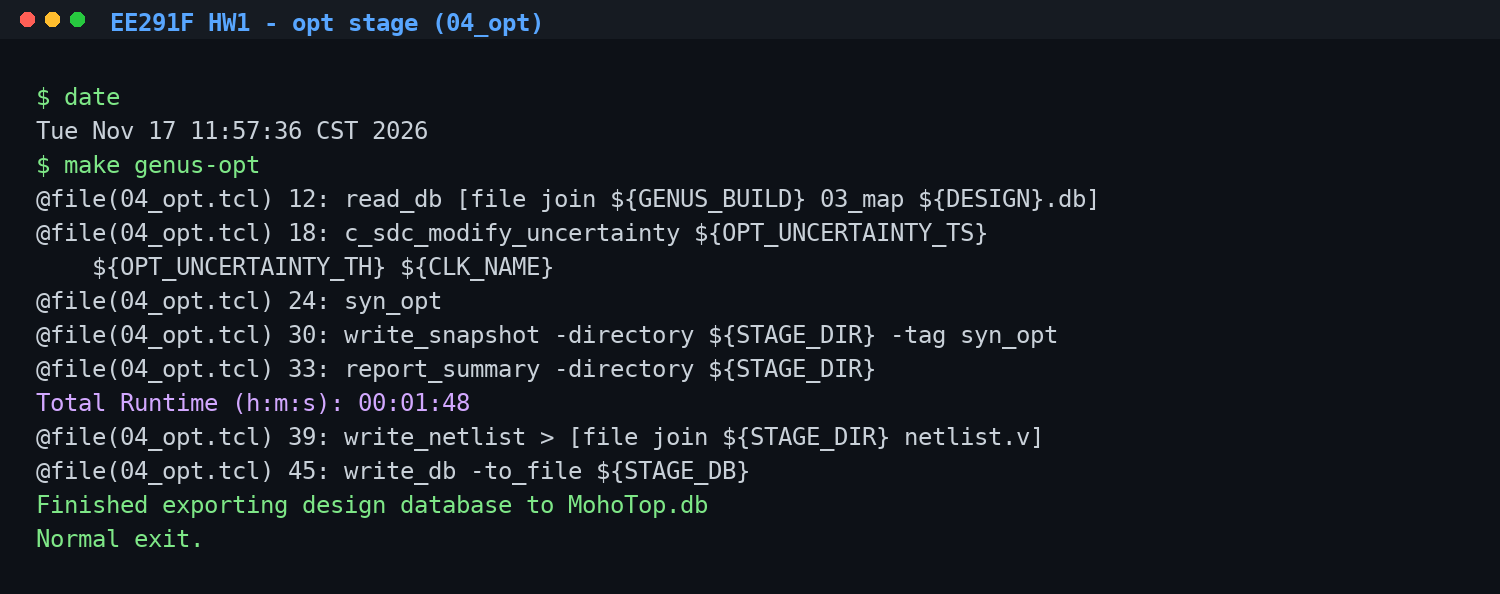 EE291F HW1 - opt stage (04_opt)
$ date
Tue Nov 17 11:57:36 CST 2026
$ make genus-opt
@file(04_opt.tcl) 12: read_db [file join ${GENUS_BUILD} 03_map ${DESIGN}.db]
@file(04_opt.tcl) 18: c_sdc_modify_uncertainty ${OPT_UNCERTAINTY_TS}
    ${OPT_UNCERTAINTY_TH} ${CLK_NAME}
@file(04_opt.tcl) 24: syn_opt
@file(04_opt.tcl) 30: write_snapshot -directory ${STAGE_DIR} -tag syn_opt
@file(04_opt.tcl) 33: report_summary -directory ${STAGE_DIR}
Total Runtime (h:m:s): 00:01:48
@file(04_opt.tcl) 39: write_netlist > [file join ${STAGE_DIR} netlist.v]
@file(04_opt.tcl) 45: write_db -to_file ${STAGE_DB}
Finished exporting design database to MohoTop.db
Normal exit.